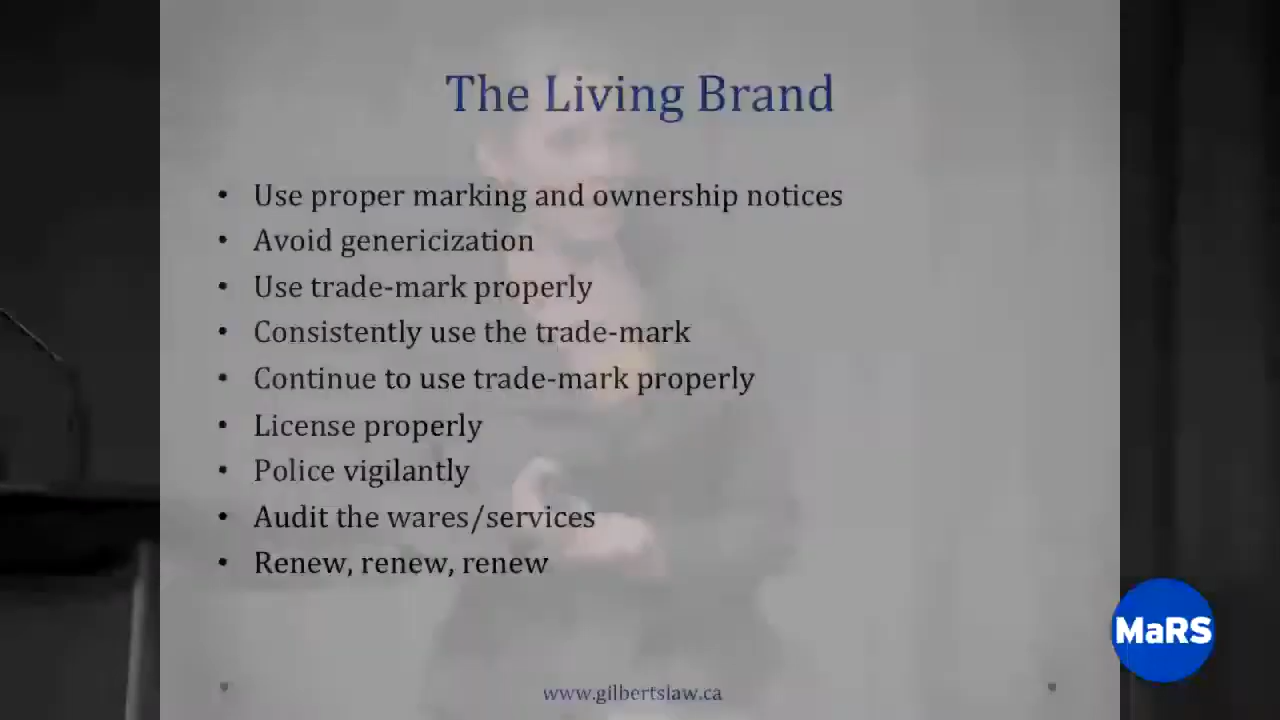 The Living Brand
• Use proper marking and ownership notices
• Avoid genericization
• Use trade-mark properly
• Consistently use the trade-mark
• Continue to use trade-mark properly
• License properly
• Police vigilantly
• Audit the wares/services
• Renew, renew, renew
MaRS
www.gilbertslaw.ca